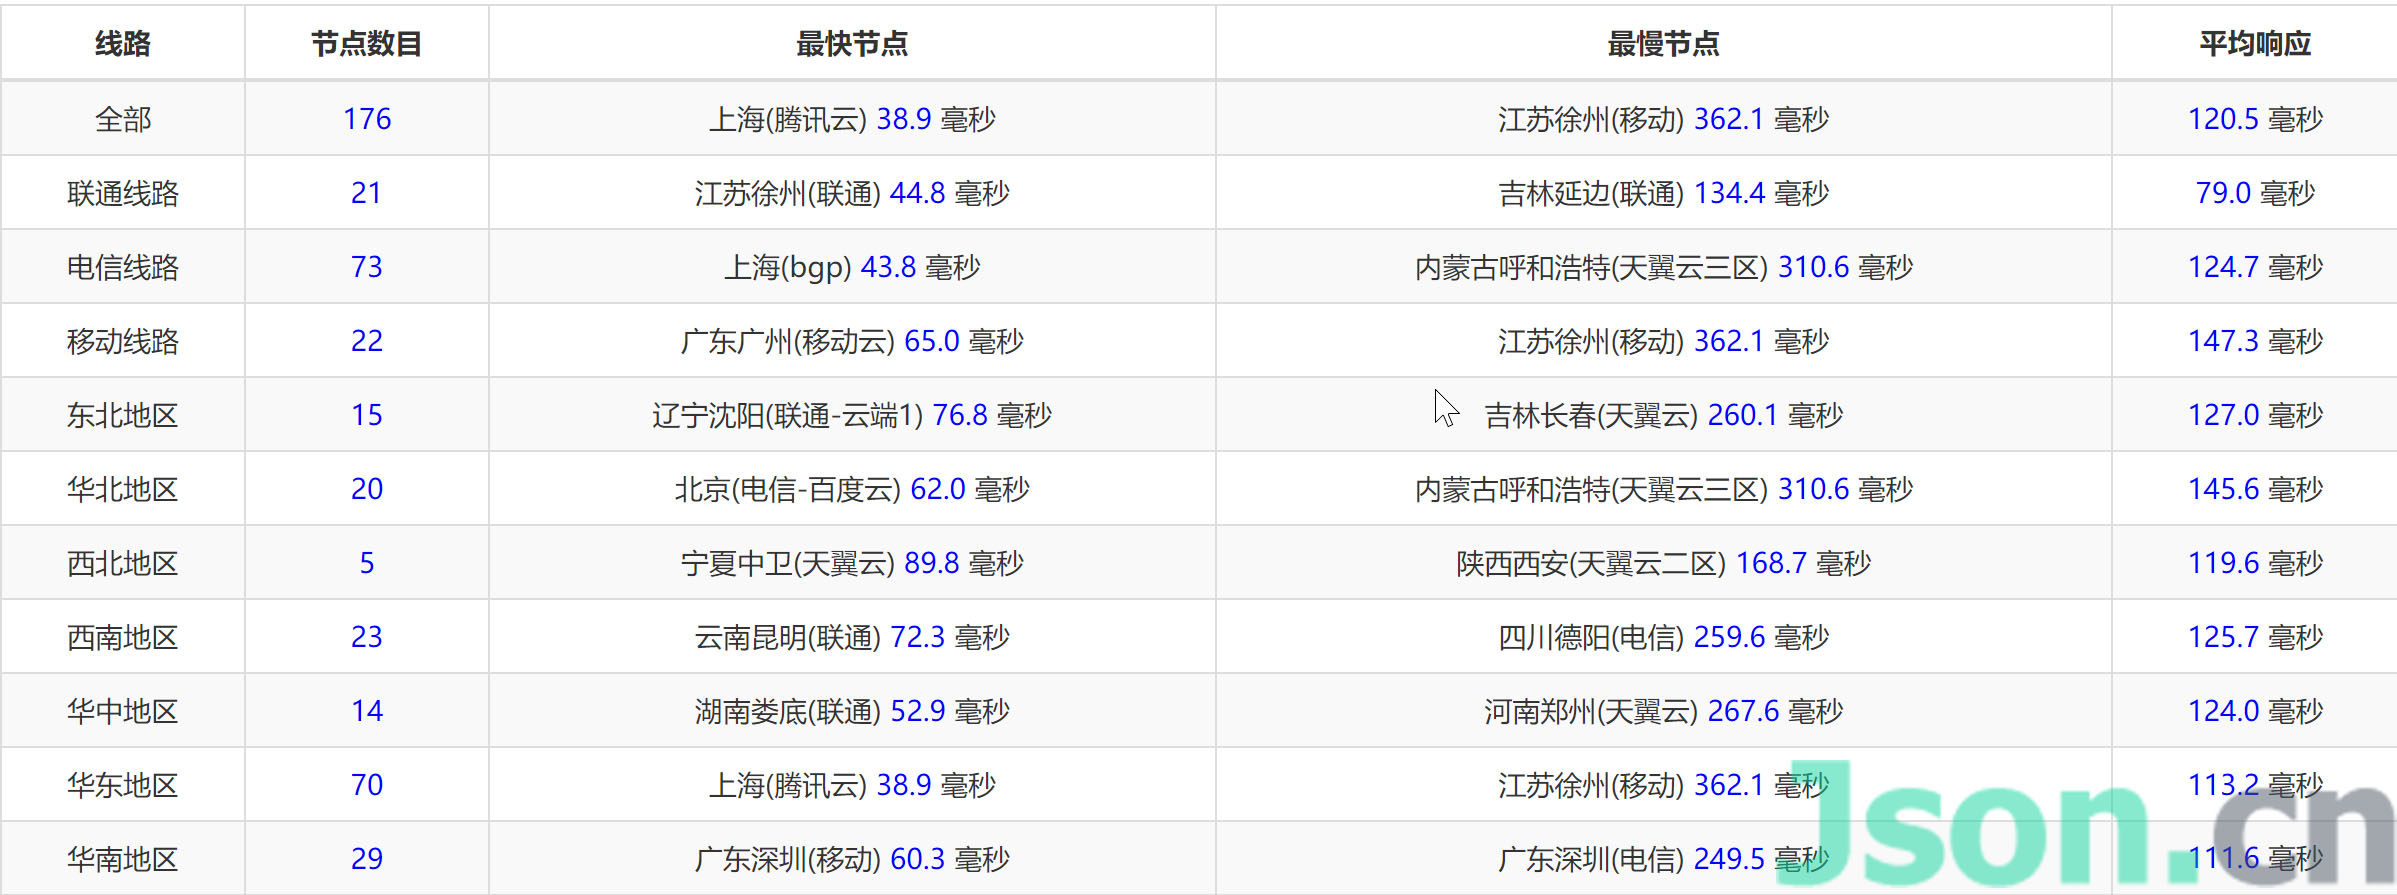 线路 节点数目 最快节点 最慢节点 平均响应
全部 176 上海(腾讯云) 38.9 毫秒 江苏徐州(移动) 362.1 毫秒 120.5 毫秒
联通线路 21 江苏徐州(联通) 44.8 毫秒 吉林延边(联通) 134.4 毫秒 79.0 毫秒
电信线路 73 上海(bgp) 43.8 毫秒 内蒙古呼和浩特(天翼云三区) 310.6 毫秒 124.7 毫秒
移动线路 22 广东广州(移动云) 65.0 毫秒 江苏徐州(移动) 362.1 毫秒 147.3 毫秒
东北地区 15 辽宁沈阳(联通-云端1) 76.8 毫秒 吉林长春(天翼云) 260.1 毫秒 127.0 毫秒
华北地区 20 北京(电信-百度云) 62.0 毫秒 内蒙古呼和浩特(天翼云三区) 310.6 毫秒 145.6 毫秒
西北地区 5 宁夏中卫(天翼云) 89.8 毫秒 陕西西安(天翼云二区) 168.7 毫秒 119.6 毫秒
西南地区 23 云南昆明(联通) 72.3 毫秒 四川德阳(电信) 259.6 毫秒 125.7 毫秒
华中地区 14 湖南娄底(联通) 52.9 毫秒 河南郑州(天翼云) 267.6 毫秒 124.0 毫秒
华东地区 70 上海(腾讯云) 38.9 毫秒 江苏徐州(移动) 362.1 毫秒 113.2 毫秒
华南地区 29 广东深圳(移动) 60.3 毫秒 广东深圳(电信) 249.5 毫秒 111.6 毫秒
Json.cn